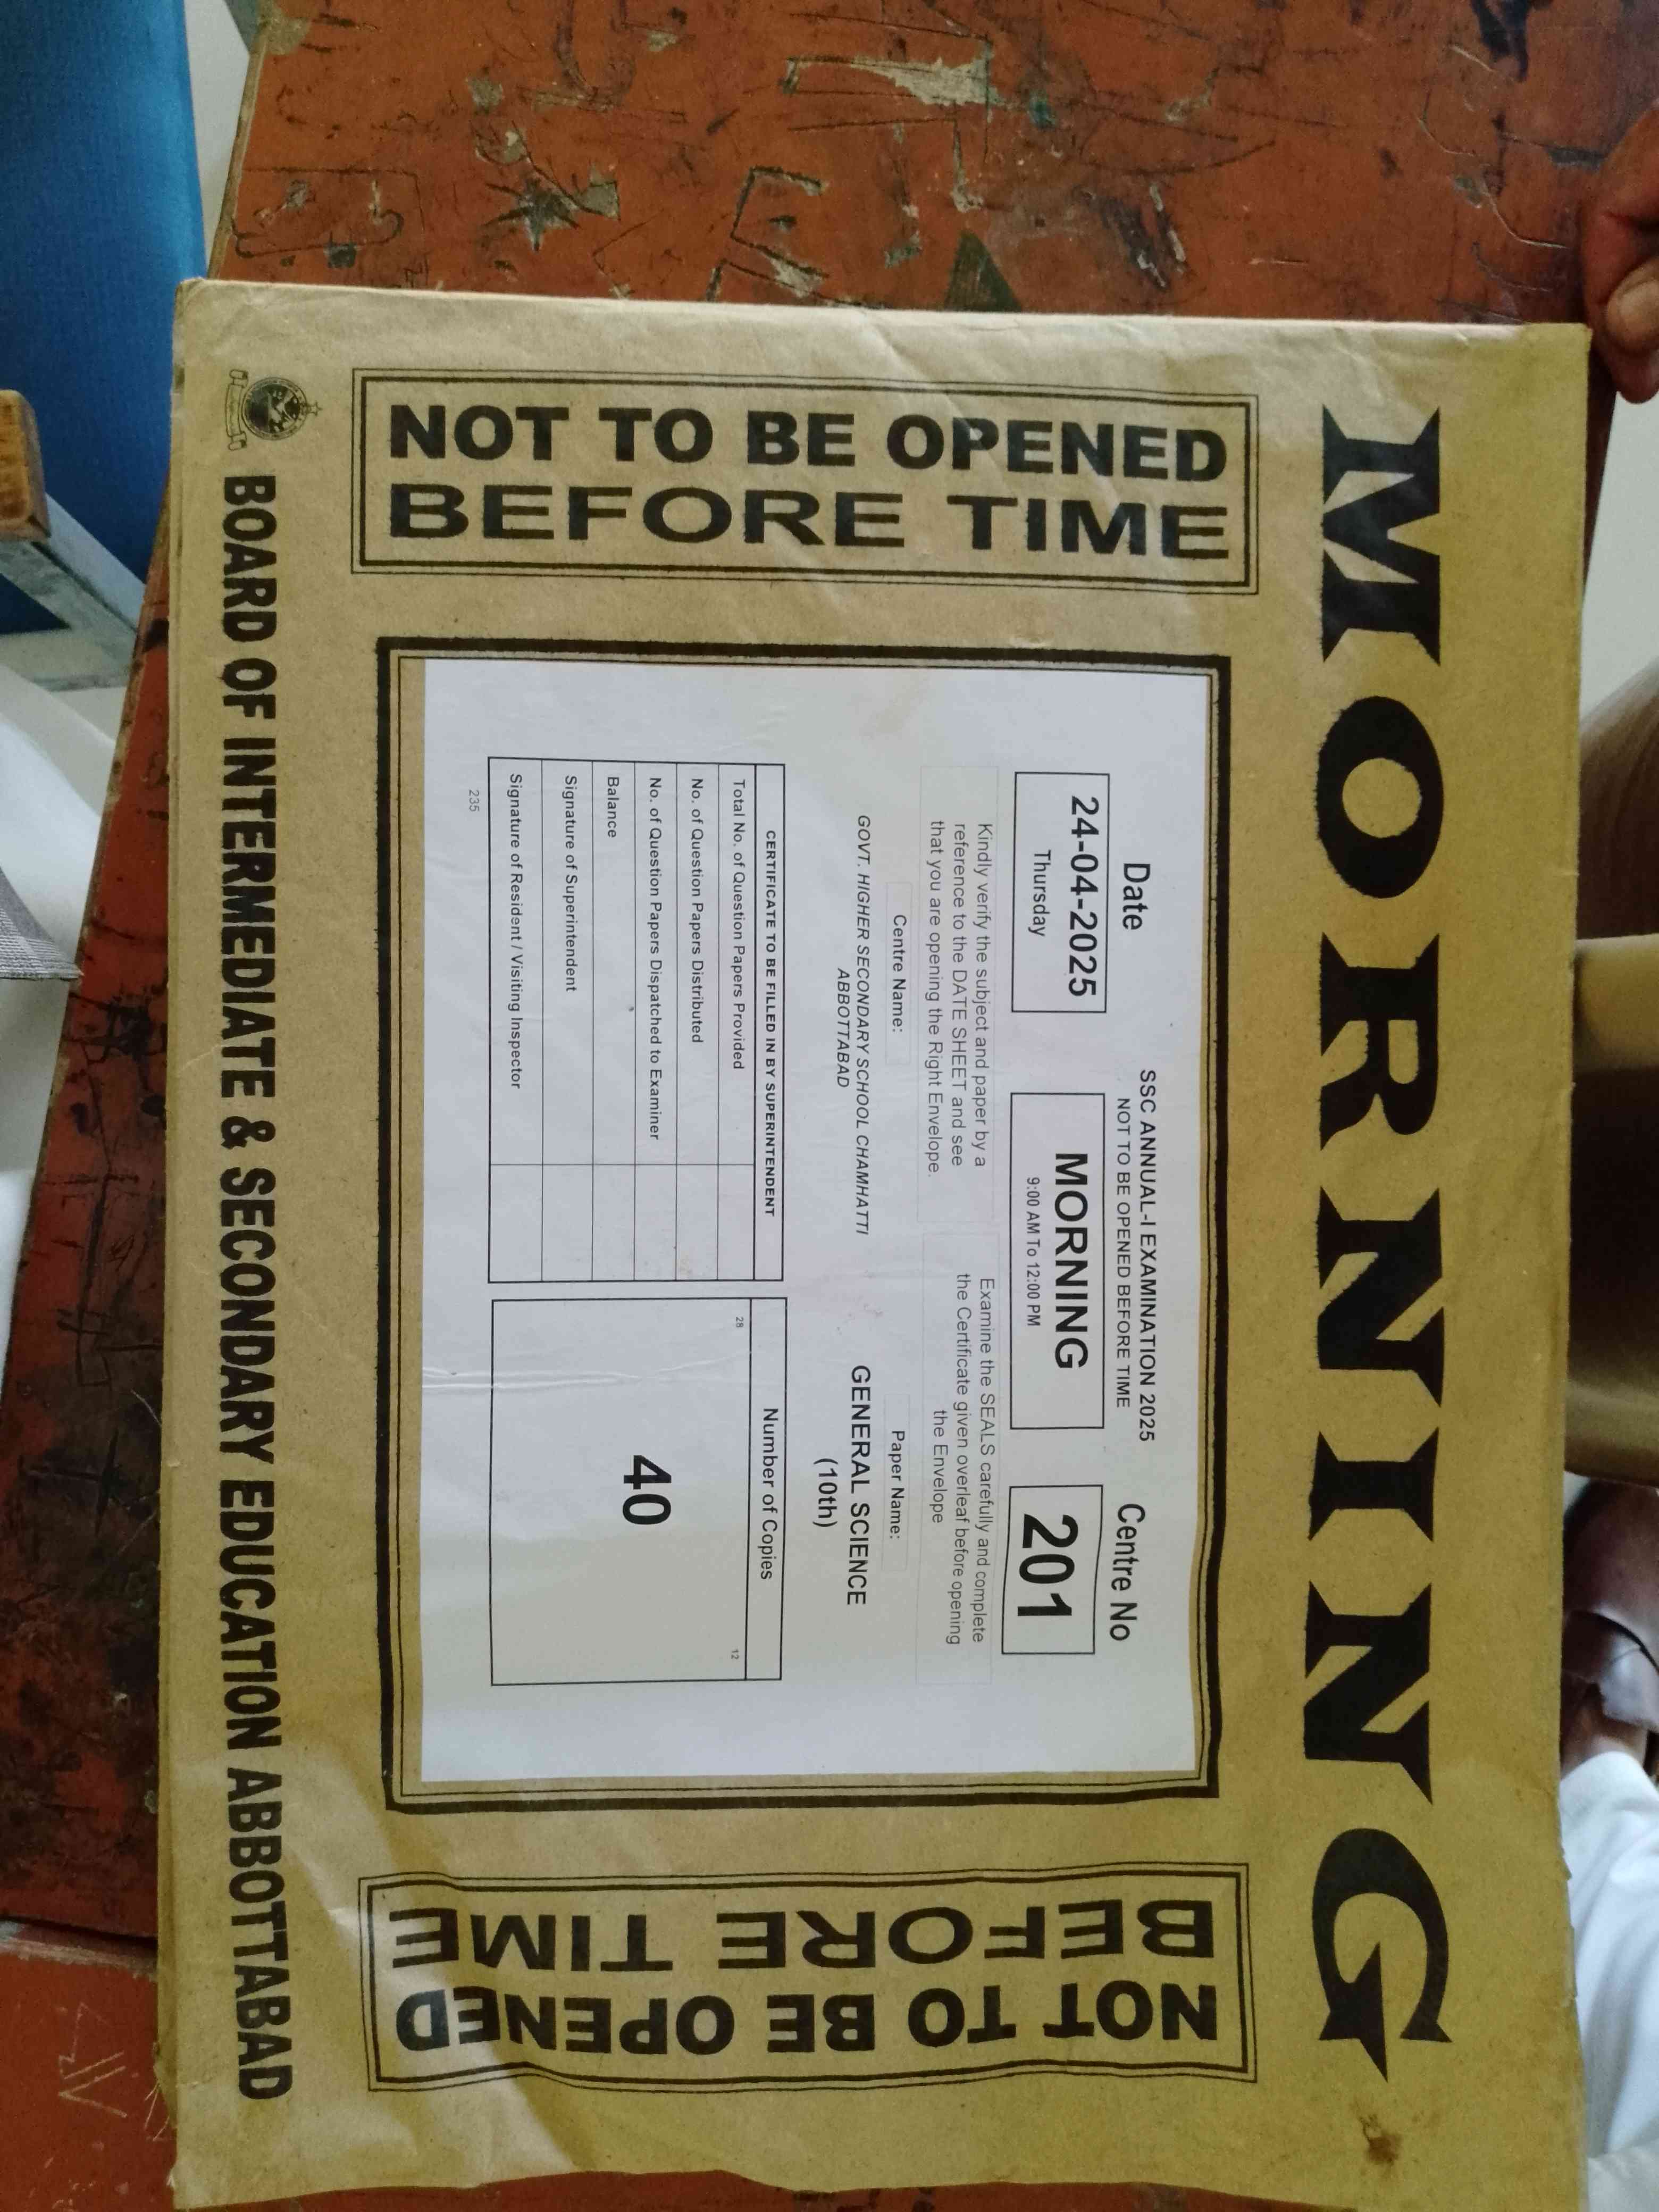 MORNING
NOT TO BE OPENED
BEFORE TIME
SSC ANNUAL-I EXAMINATION 2025
NOT TO BE OPENED BEFORE TIME
Date
24-04-2025
Thursday
MORNING
9:00 AM To 12:00 PM
Centre No
201
Kindly verify the subject and paper by a
reference to the DATE SHEET and see
that you are opening the Right Envelope.
Examine the SEALS carefully and complete
the Certificate given overleaf before opening
the Envelope
Centre Name:
GOVT. HIGHER SECONDARY SCHOOL CHAMHATTI
ABBOTTABAD
Paper Name:
GENERAL SCIENCE
(10th)
CERTIFICATE TO BE FILLED IN BY SUPERINTENDENT
Total No. of Question Papers Provided
No. of Question Papers Distributed
No. of Question Papers Dispatched to Examiner
Balance
Signature of Superintendent
Signature of Resident / Visiting Inspector
235
Number of Copies
28
12
40
NOT TO BE OPENED
BEFORE TIME
BOARD OF INTERMEDIATE & SECONDARY EDUCATION ABBOTTABAD